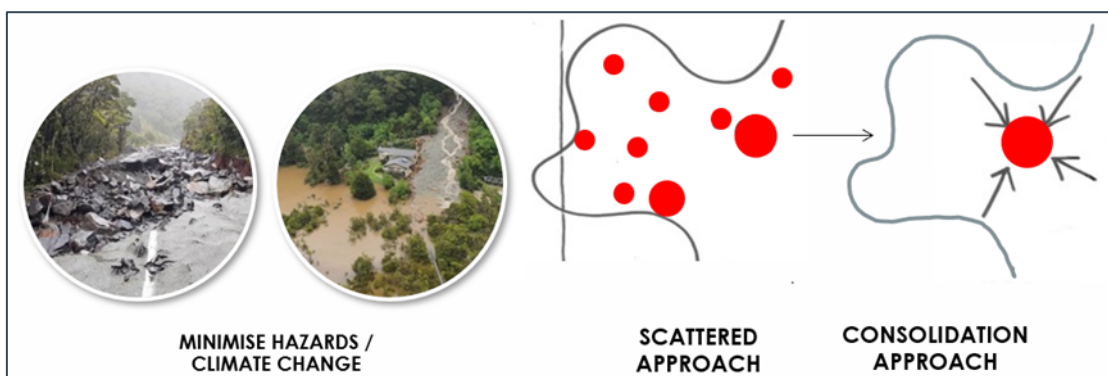 MINIMISE HAZARDS /
CLIMATE CHANGE
SCATTERED
APPROACH
CONSOLIDATION
APPROACH